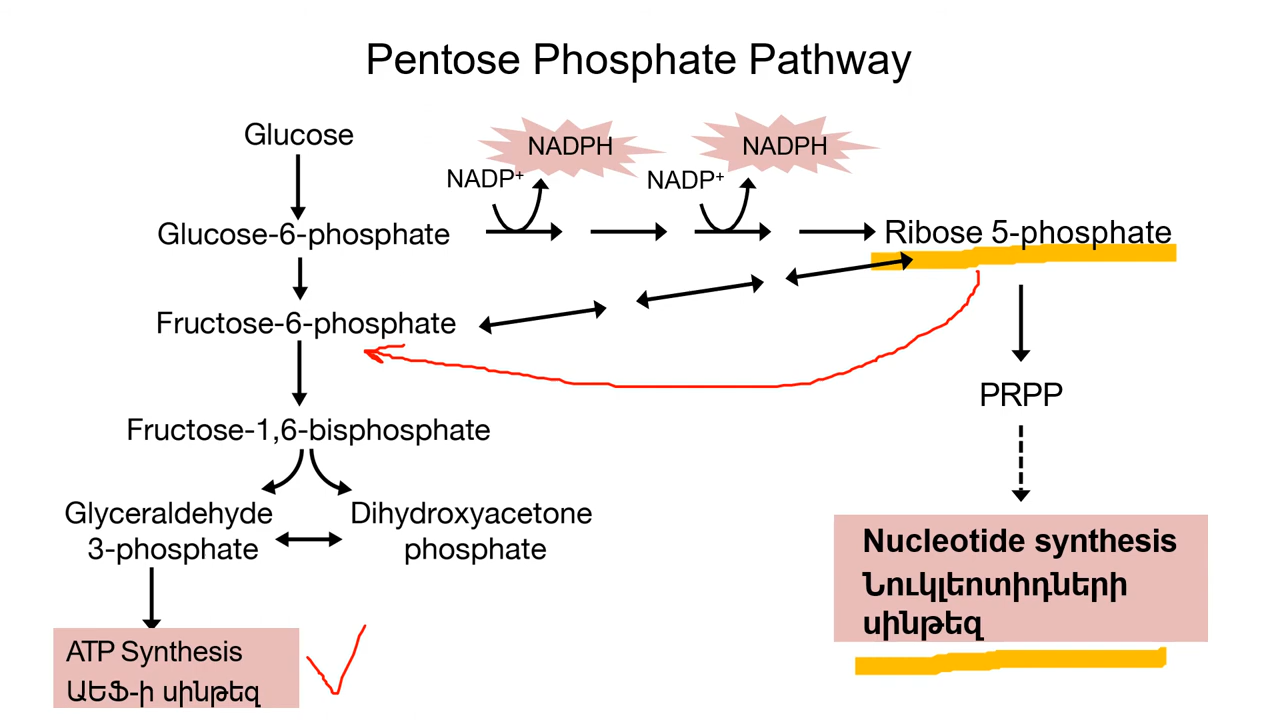 Pentose Phosphate Pathway
Glucose
NADPH
NADPH
NADP+
NADP+
Glucose-6-phosphate
Ribose 5-phosphate
Fructose-6-phosphate
PRPP
Fructose-1,6-bisphosphate
Glyceraldehyde
3-phosphate
Dihydroxyacetone
phosphate
Nucleotide synthesis
Նուկլեոտիդների
սինթեզ
ATP Synthesis
ԱԵՖ-ի սինթեզ